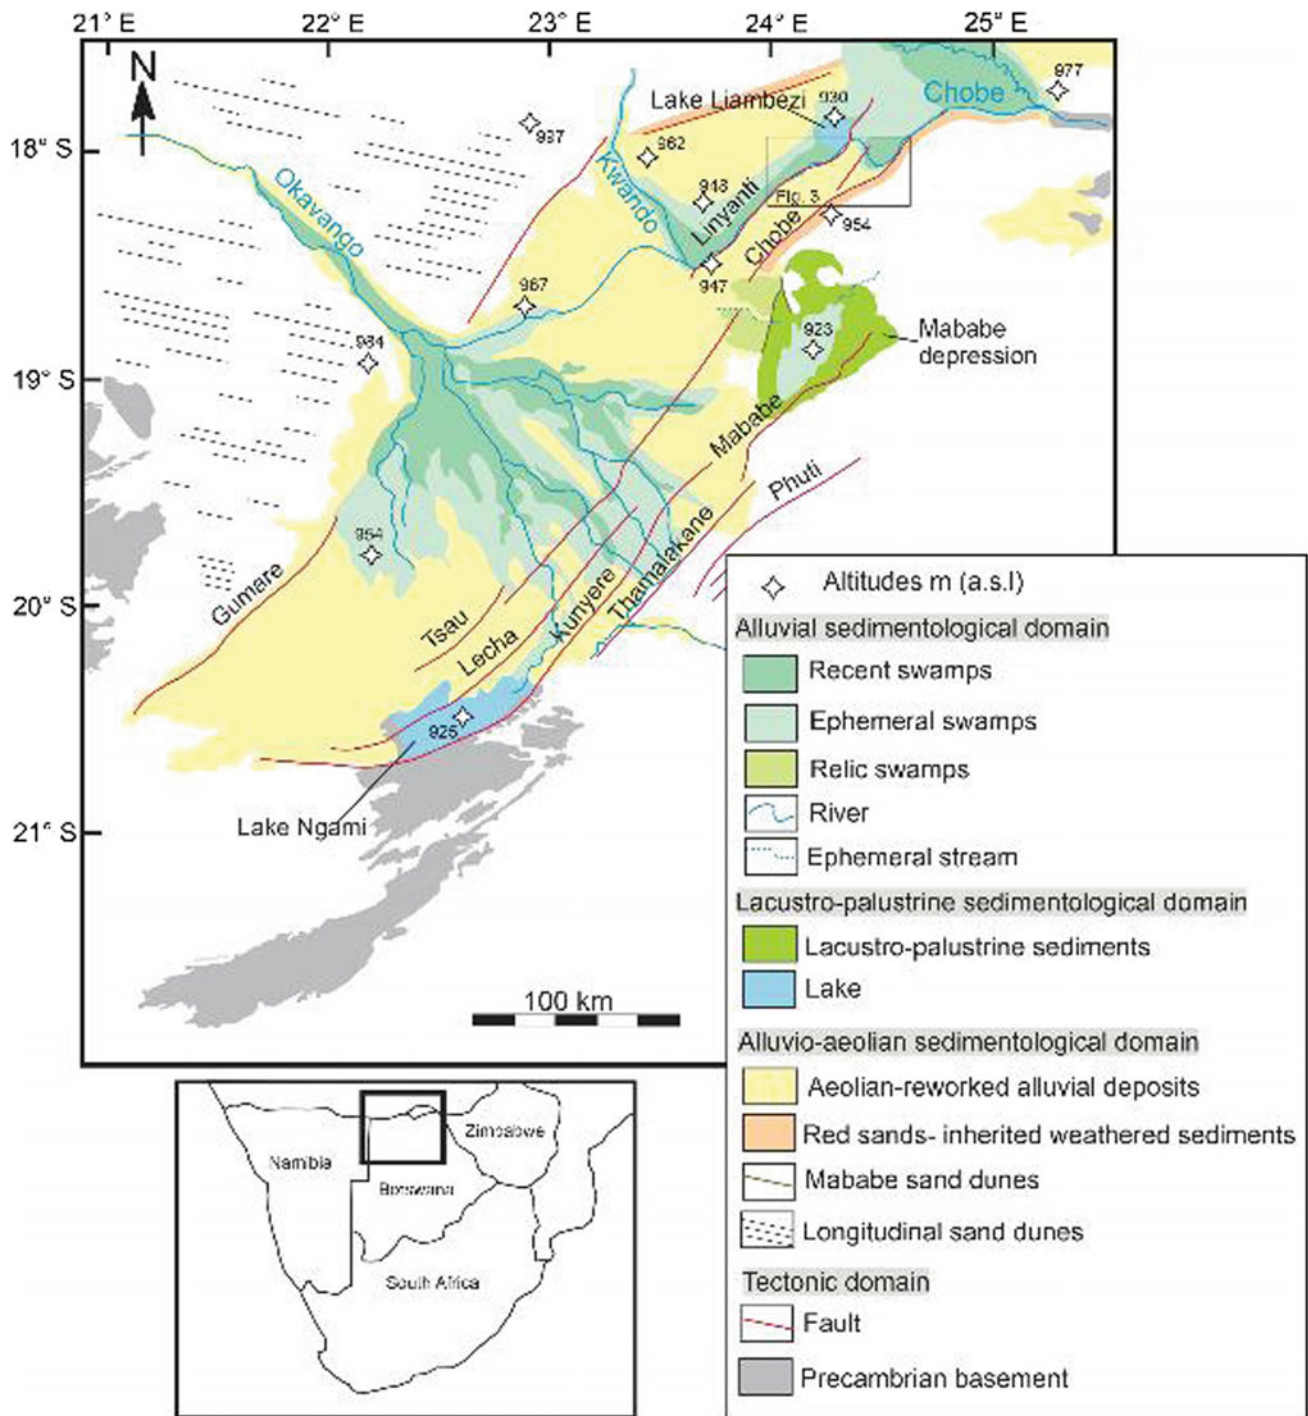 21° E
22° E
23° E
24° E
25° E
N
18° S
19° S
20° S
21° S
977
Chobe
Lake Liambezi
930
997
962
Kwando
948
Linyanti
Fig. 3
Chobe
954
947
Okavango
967
984
923
Mababe
depression
Mababe
Phuti
954
Gumare
Tsau
Lecha
Kunyere
Thamalakane
925
Lake Ngami
100 km
Namibia
Zimbabwe
Botswana
South Africa
Altitudes m (a.s.l)
Alluvial sedimentological domain
Recent swamps
Ephemeral swamps
Relic swamps
River
Ephemeral stream
Lacustro-palustrine sedimentological domain
Lacustro-palustrine sediments
Lake
Alluvio-aeolian sedimentological domain
Aeolian-reworked alluvial deposits
Red sands- inherited weathered sediments
Mababe sand dunes
Longitudinal sand dunes
Tectonic domain
Fault
Precambrian basement